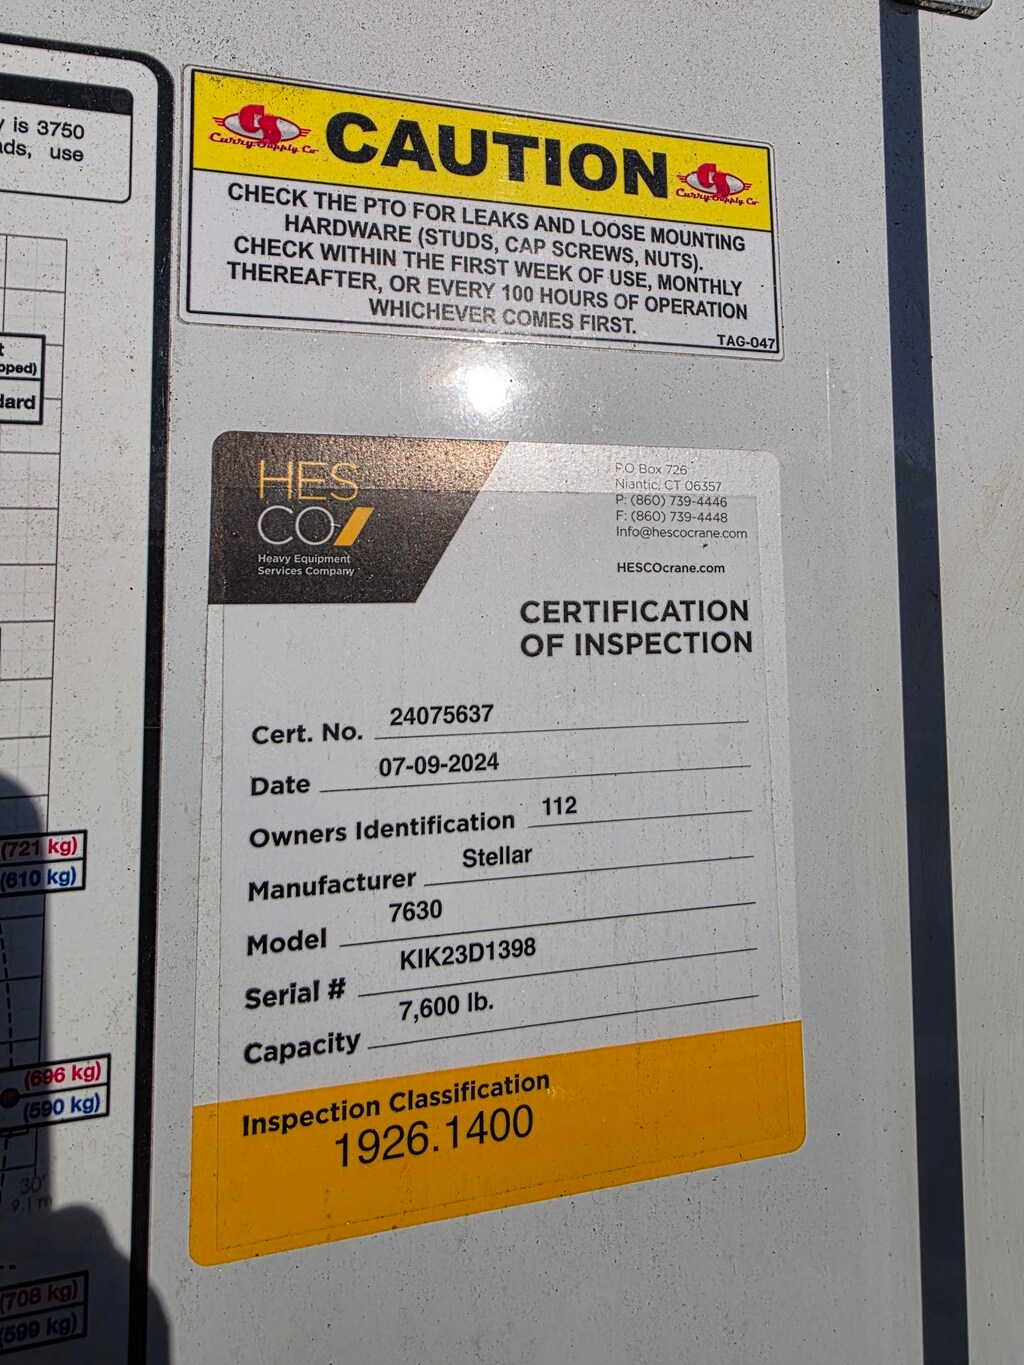 is 3750
use
CS
Curry Supply Co
CAUTION
CS
Curry Supply Co
CHECK THE PTO FOR LEAKS AND LOOSE MOUNTING
HARDWARE (STUDS, CAP SCREWS, NUTS).
CHECK WITHIN THE FIRST WEEK OF USE, MONTHLY
THEREAFTER, OR EVERY 100 HOURS OF OPERATION
WHICHEVER COMES FIRST.
TAG-047
HES
CO
Heavy Equipment
Services Company
PO Box 726
Niantic, CT 06357
P: (860) 739-4446
F: (860) 739-4448
Info@hescocrane.com
HESCOcrane.com
CERTIFICATION
OF INSPECTION
Cert. No. 24075637
Date 07-09-2024
Owners Identification 112
Manufacturer Stellar
Model 7630
Serial # KIK23D1398
Capacity 7,600 lb.
Inspection Classification
1926.1400
(721 kg)
(610 kg)
(696 kg)
(590 kg)
30'
9.1 m
(708 kg)
(599 kg)